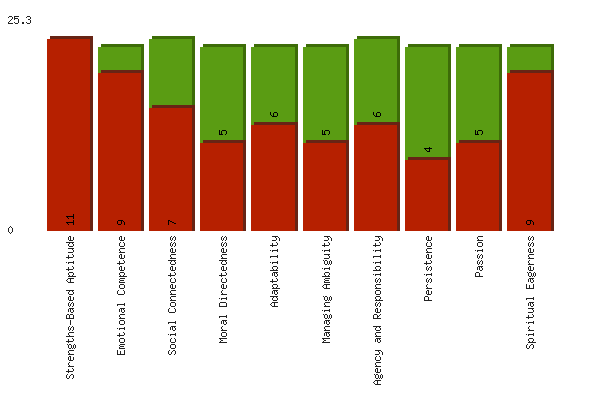 25.3
0
11
9
7
5
6
5
6
4
5
9
Strengths-Based Aptitude
Emotional Competence
Social Connectedness
Moral Directedness
Adaptability
Managing Ambiguity
Agency and Responsibility
Persistence
Passion
Spiritual Eagerness